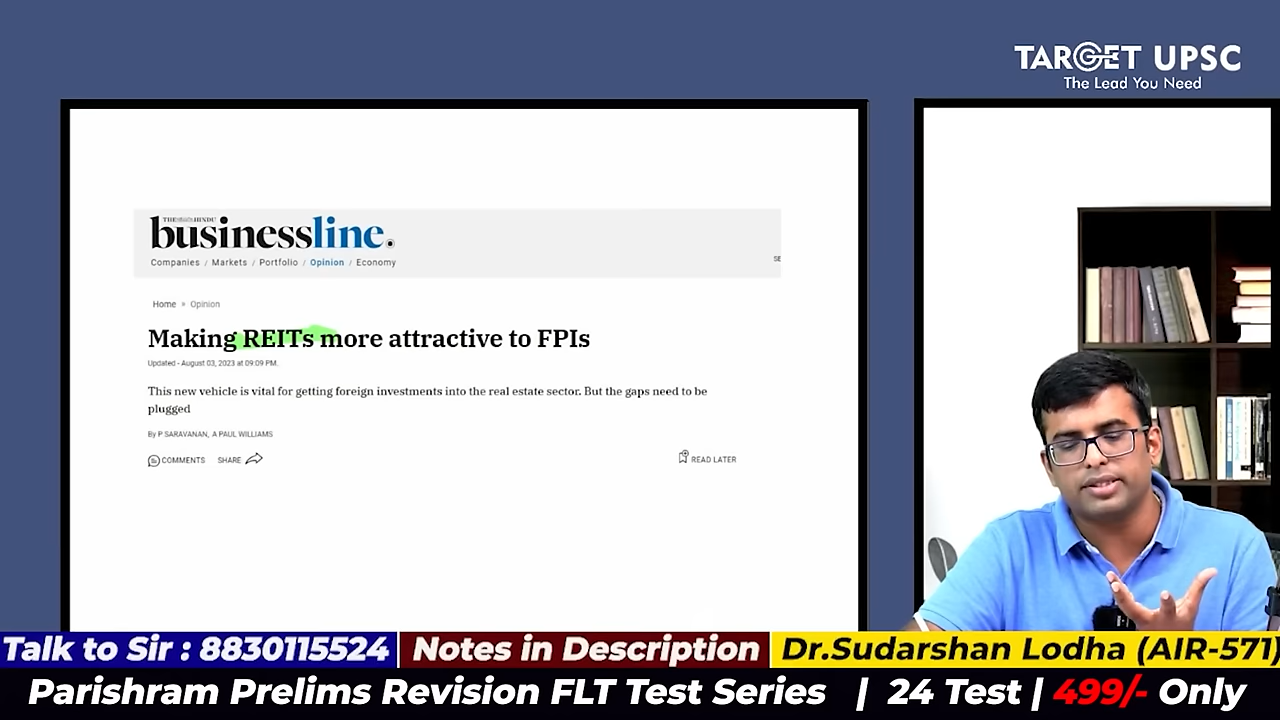 TARGET UPSC
The Lead You Need
THE HINDU
businessline.
Companies / Markets / Portfolio / Opinion / Economy
SE
Home » Opinion
Making REITs more attractive to FPIs
Updated - August 03, 2023 at 09:09 PM.
This new vehicle is vital for getting foreign investments into the real estate sector. But the gaps need to be
plugged
By P SARAVANAN, A PAUL WILLIAMS
COMMENTS SHARE READ LATER
Talk to Sir : 8830115524 Notes in Description Dr.Sudarshan Lodha (AIR-571)
Parishram Prelims Revision FLT Test Series | 24 Test | 499/- Only